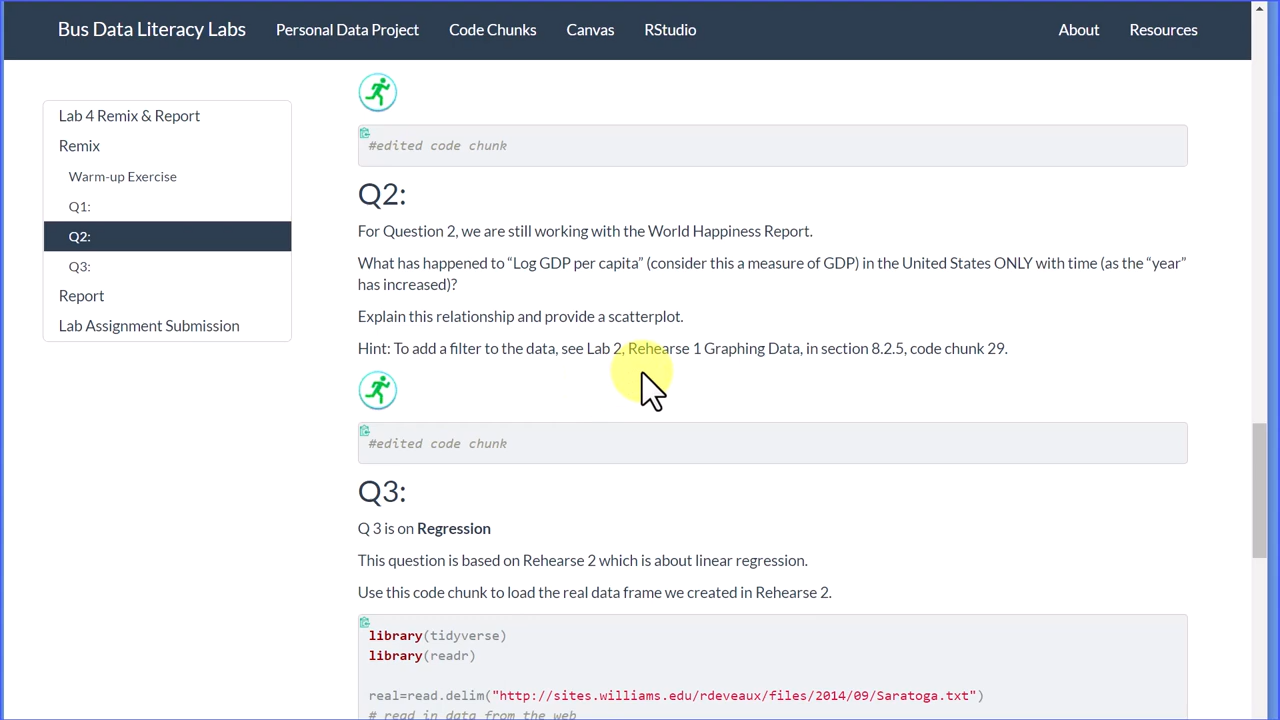 Bus Data Literacy Labs Personal Data Project Code Chunks Canvas RStudio About Resources
Lab 4 Remix & Report
Remix
Warm-up Exercise
Q1:
Q2:
Q3:
Report
Lab Assignment Submission
#edited code chunk
Q2:
For Question 2, we are still working with the World Happiness Report.
What has happened to “Log GDP per capita” (consider this a measure of GDP) in the United States ONLY with time (as the “year”
has increased)?
Explain this relationship and provide a scatterplot.
Hint: To add a filter to the data, see Lab 2, Rehearse 1 Graphing Data, in section 8.2.5, code chunk 29.
#edited code chunk
Q3:
Q 3 is on Regression
This question is based on Rehearse 2 which is about linear regression.
Use this code chunk to load the real data frame we created in Rehearse 2.
library(tidyverse)
library(readr)
real=read.delim("http://sites.williams.edu/rdeveaux/files/2014/09/Saratoga.txt")
# read in data from the web